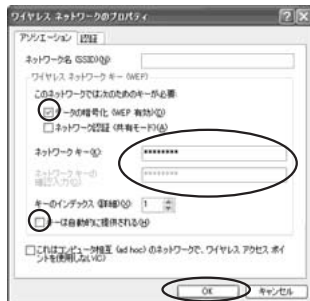 ワイヤレス ネットワークのプロパティ
アソシエーション 認証
ネットワーク名 (SSID)(N):
ワイヤレス ネットワーク キー (WEP)
このネットワークでは次のためのキーが必要:
データの暗号化 (WEP 有効)(D)
ネットワーク認証 (共有モード)(A)
ネットワーク キー(K): ••••••••
ネットワーク キーの確認入力(O): ••••••••
キーのインデックス (詳細)(X): 1
キーは自動的に提供される(H)
これはコンピュータ相互 (ad hoc) のネットワークで、ワイヤレス アクセス ポイ
ントを使用しない(C)
OK キャンセル